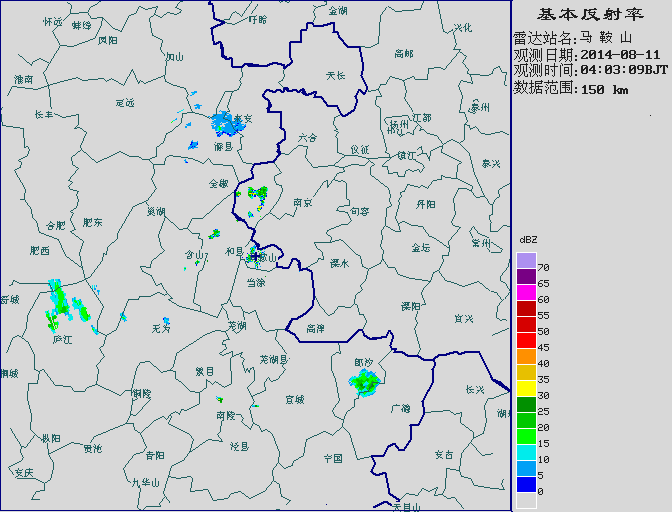 基本反射率
雷达站名:马 鞍 山
观测日期:2014-08-11
观测时间:04:03:09BJT
数据范围:150 km
dBZ
70
65
60
55
50
45
40
35
30
25
20
15
10
5
0
怀远
蚌埠
凤阳
盱眙
金湖
兴化
高邮
淮南
加山
天长
长丰
定远
来安
滁县
六合
扬州
江都
泰州
仪征
镇江
泰兴
全椒
巢湖
南京
句容
丹阳
合肥
肥东
肥西
含山
和县
金坛
常州
当涂
溧水
舒城
溧阳
宜兴
庐江
无为
芜湖
高淳
芜湖县
郎溪
桐城
繁昌
铜陵
宣城
广德
长兴
南陵
湖州
枞阳
贵池
青阳
泾县
宁国
安吉
安庆
九华山
天目山